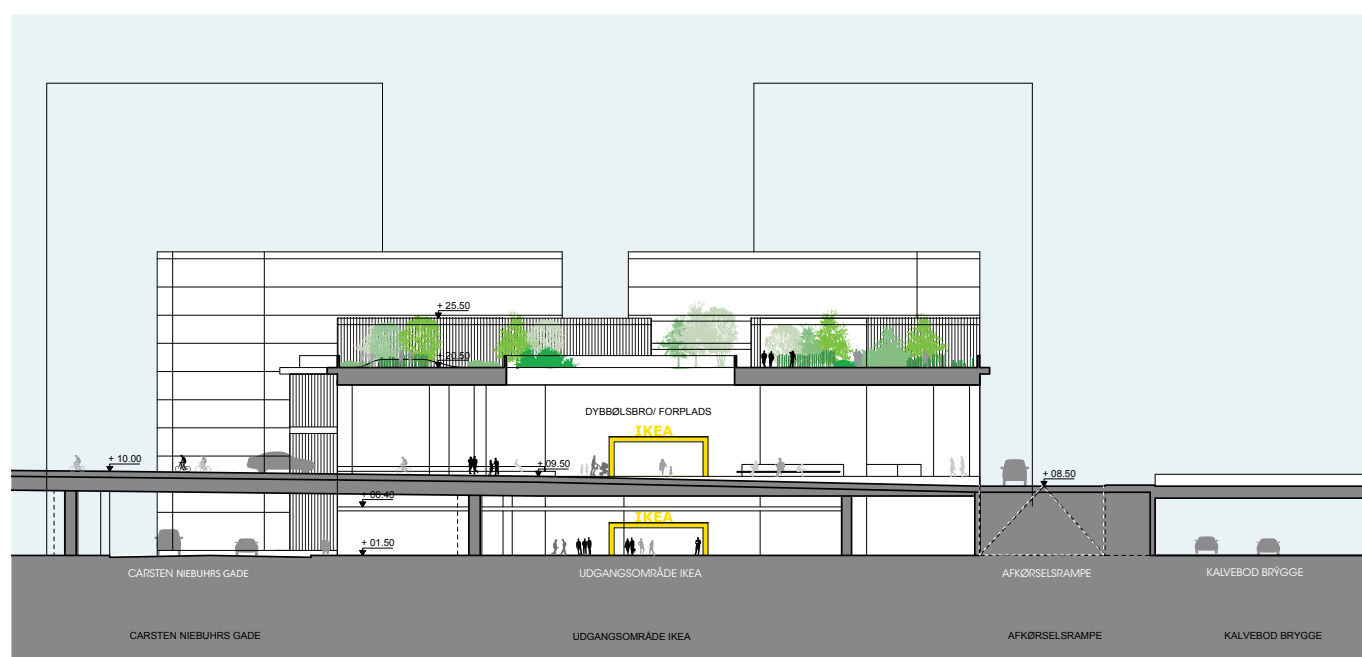 + 25.50
+ 20.50
DYBBØLSBRO/ FORPLADS
IKEA
+ 10.00
+ 09.50
+ 08.50
+ 06.40
IKEA
+ 01.50
CARSTEN NIEBUHRS GADE
UDGANGSOMRÅDE IKEA
AFKØRSELSRAMPE
KALVEBOD BRÝGGE
CARSTEN NIEBUHRS GADE
UDGANGSOMRÅDE IKEA
AFKØRSELSRAMPE
KALVEBOD BRYGGE